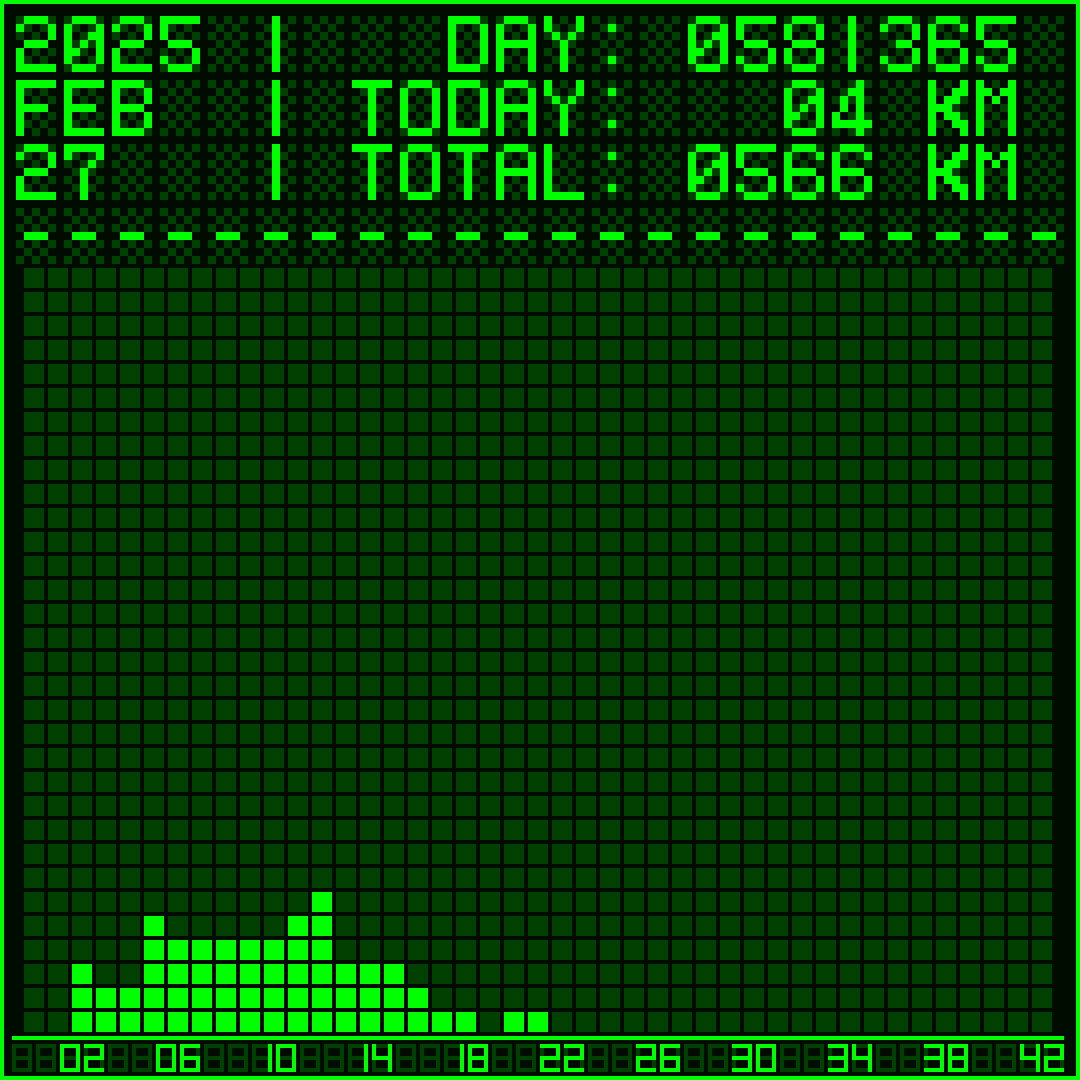 2025 | DAY: 058|365
FEB | TODAY: 04 KM
27 | TOTAL: 0566 KM
----------------------
02 06 10 14 18 22 26 30 34 38 42